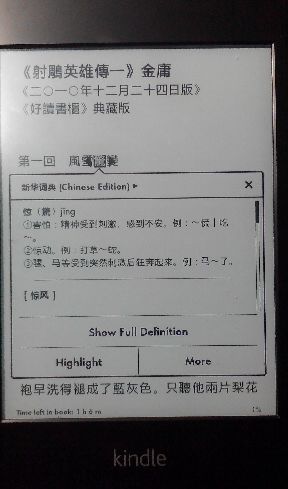 《射鵰英雄傳一》金庸
《二〇一〇年十二月二十四日版》
《好讀書櫃》典藏版
第一回 風雪驚變
新华词典 (Chinese Edition) ▸ ✕
惊（驚）jīng
①害怕；精神受到刺激，感到不安。例：～慌｜吃
～。
②惊动。例：打草～蛇。
③骡、马等受到突然刺激后狂奔起来。例：马～了。
[ 惊风 ]
Show Full Definition
Highlight More
袍早洗得褪成了藍灰色。只聽他兩片梨花
Time left in book: 1 h 6 m 1%
kindle